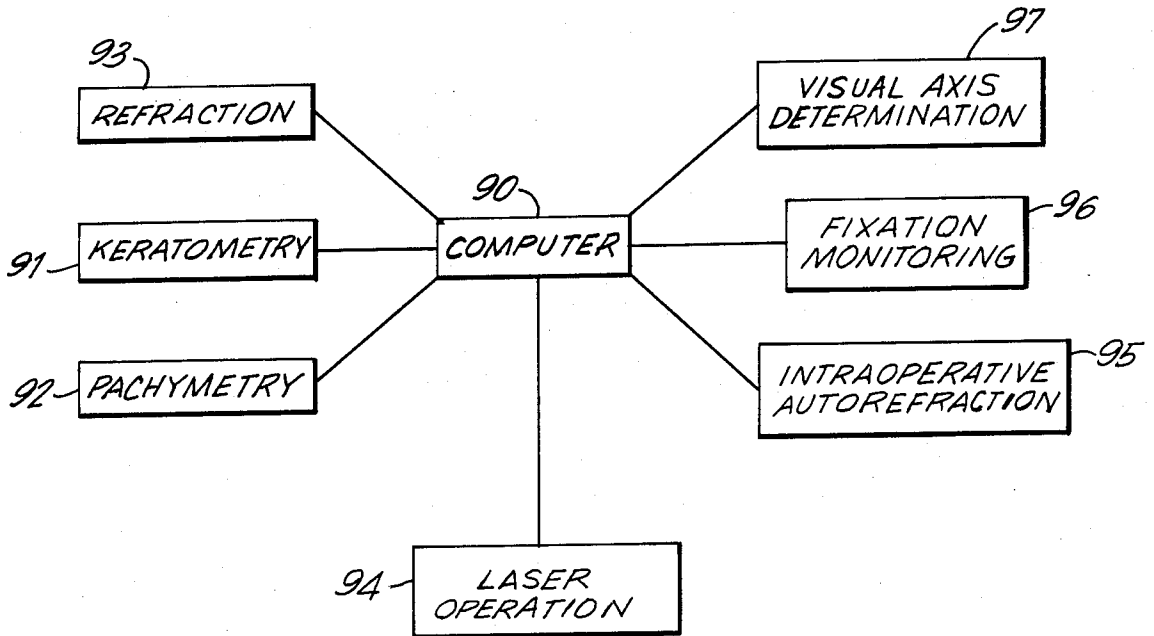 93
REFRACTION
91
KERATOMETRY
92
PACHYMETRY
90
COMPUTER
94
LASER
OPERATION
97
VISUAL AXIS
DETERMINATION
96
FIXATION
MONITORING
95
INTRAOPERATIVE
AUTOREFRACTION